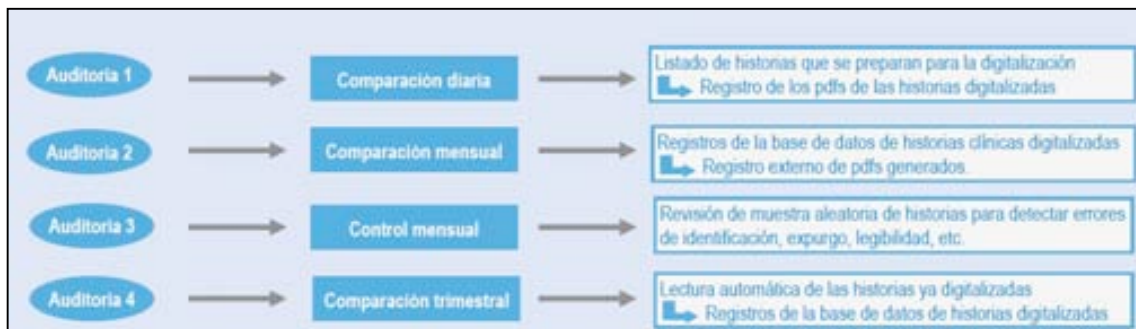 Auditoria 1
Comparación diaria
Listado de historias que se preparan para la digitalización
Registro de los pdfs de las historias digitalizadas
Auditoria 2
Comparación mensual
Registros de la base de datos de historias clínicas digitalizadas
Registro externo de pdfs generados.
Auditoria 3
Control mensual
Revisión de muestra aleatoria de historias para detectar errores
de identificación, expurgo, legibilidad, etc.
Auditoria 4
Comparación trimestral
Lectura automática de las historias ya digitalizadas
Registros de la base de datos de historias digitalizadas